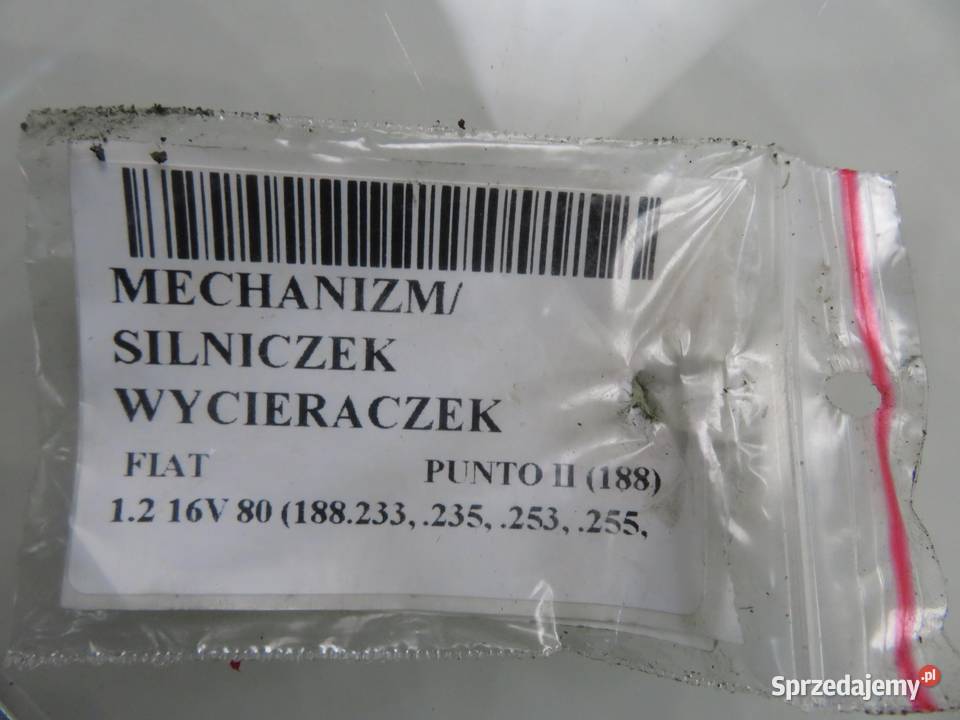 MECHANIZM/
SILNICZEK
WYCIERACZEK
FIAT PUNTO II (188)
1.2 16V 80 (188.233, .235, .253, .255,
Sprzedajemy.pl